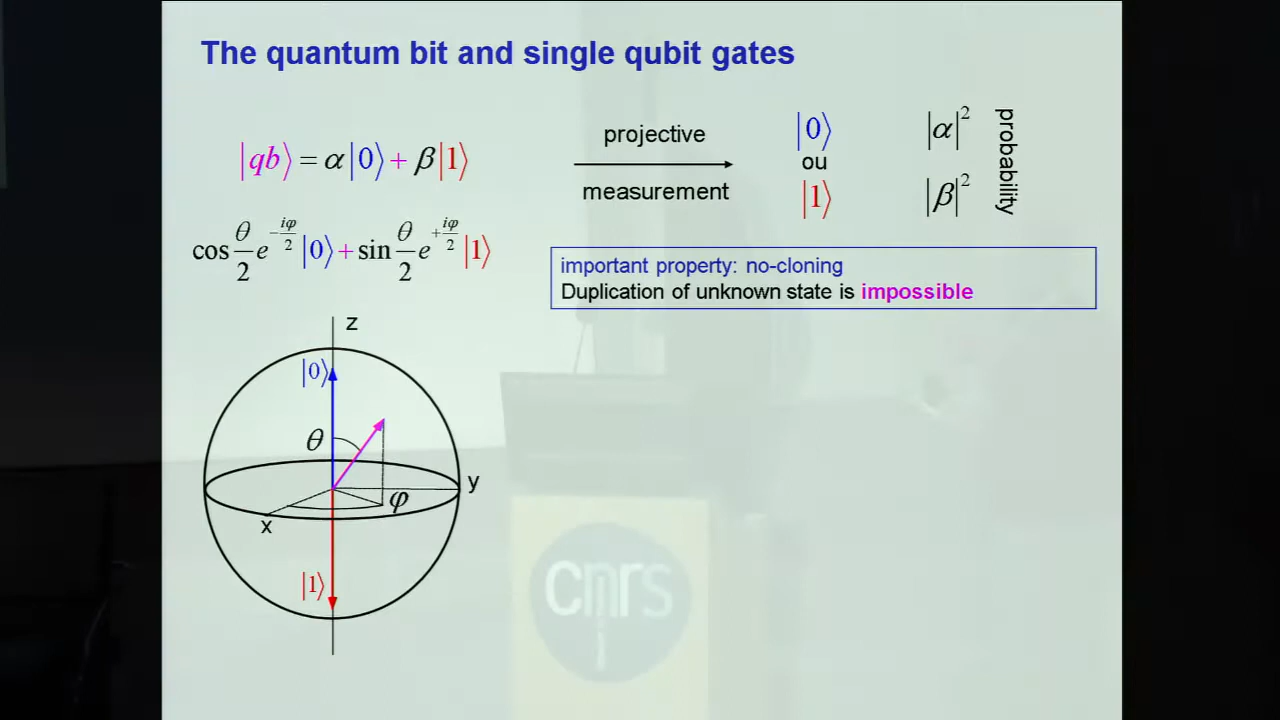 The quantum bit and single qubit gates
|qb⟩ = α|0⟩ + β|1⟩
projective
measurement
|0⟩
ou
|1⟩
|α|²
|β|²
probability
cos θ/2 e^{-iφ/2} |0⟩ + sin θ/2 e^{+iφ/2} |1⟩
important property: no-cloning
Duplication of unknown state is impossible
z
|0⟩
θ
y
φ
x
|1⟩
cnrs